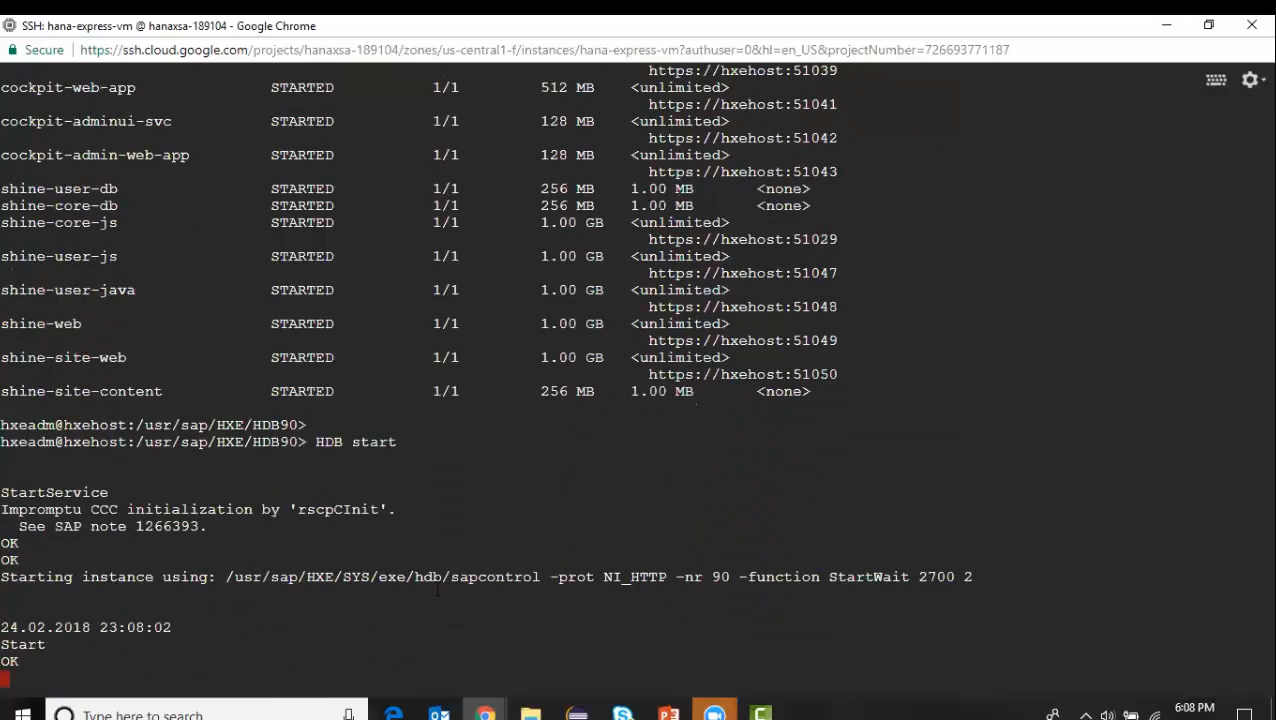 SSH: hana-express-vm @ hanaxsa-189104 - Google Chrome
Secure https://ssh.cloud.google.com/projects/hanaxsa-189104/zones/us-central1-f/instances/hana-express-vm?authuser=0&hl=en_US&projectNumber=726693771187
https://hxehost:51039
cockpit-web-app STARTED 1/1 512 MB <unlimited>
https://hxehost:51041
cockpit-adminui-svc STARTED 1/1 128 MB <unlimited>
https://hxehost:51042
cockpit-admin-web-app STARTED 1/1 128 MB <unlimited>
https://hxehost:51043
shine-user-db STARTED 1/1 256 MB 1.00 MB <none>
shine-core-db STARTED 1/1 256 MB 1.00 MB <none>
shine-core-js STARTED 1/1 1.00 GB <unlimited>
https://hxehost:51029
shine-user-js STARTED 1/1 1.00 GB <unlimited>
https://hxehost:51047
shine-user-java STARTED 1/1 1.00 GB <unlimited>
https://hxehost:51048
shine-web STARTED 1/1 1.00 GB <unlimited>
https://hxehost:51049
shine-site-web STARTED 1/1 1.00 GB <unlimited>
https://hxehost:51050
shine-site-content STARTED 1/1 256 MB 1.00 MB <none>
hxeadm@hxehost:/usr/sap/HXE/HDB90>
hxeadm@hxehost:/usr/sap/HXE/HDB90> HDB start
StartService
Impromptu CCC initialization by 'rscpCInit'.
See SAP note 1266393.
OK
OK
Starting instance using: /usr/sap/HXE/SYS/exe/hdb/sapcontrol -prot NI_HTTP -nr 90 -function StartWait 2700 2
24.02.2018 23:08:02
Start
OK
Type here to search
6:08 PM